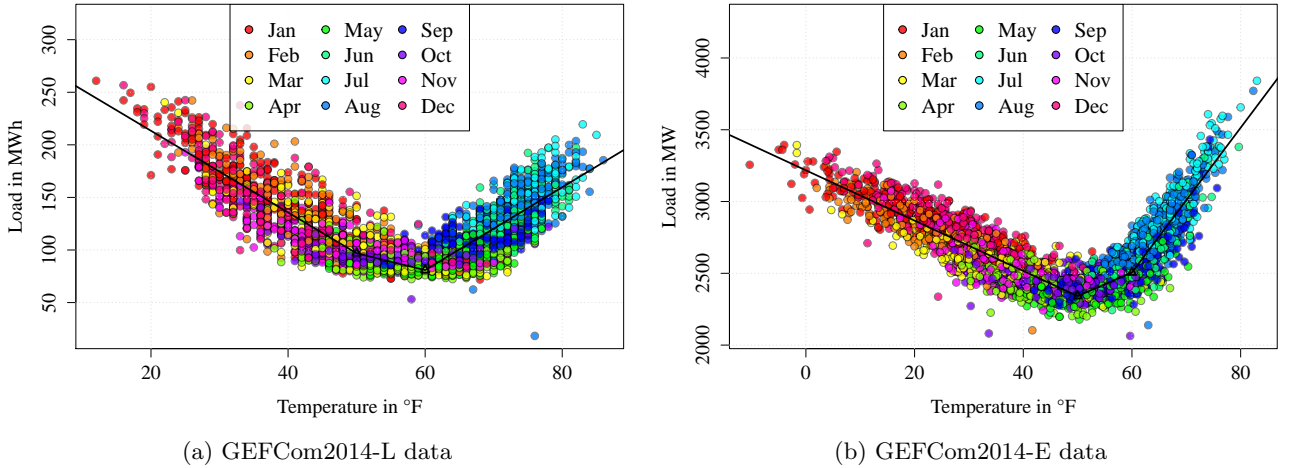 Load in MWh
300
250
200
150
100
50
Jan May Sep
Feb Jun Oct
Mar Jul Nov
Apr Aug Dec
20 40 60 80
Temperature in °F
(a) GEFCom2014-L data
Load in MW
4000
3500
3000
2500
2000
Jan May Sep
Feb Jun Oct
Mar Jul Nov
Apr Aug Dec
0 20 40 60 80
Temperature in °F
(b) GEFCom2014-E data